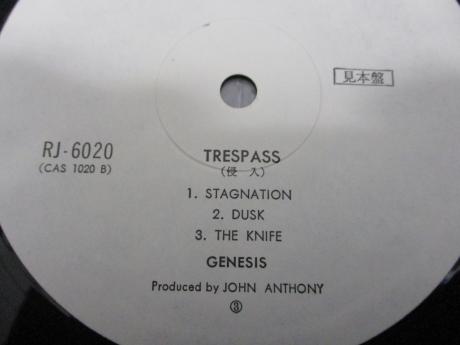 見本盤
RJ-6020
(CAS 1020 B)
TRESPASS
(侵 入)
1. STAGNATION
2. DUSK
3. THE KNIFE
GENESIS
Produced by JOHN ANTHONY
③